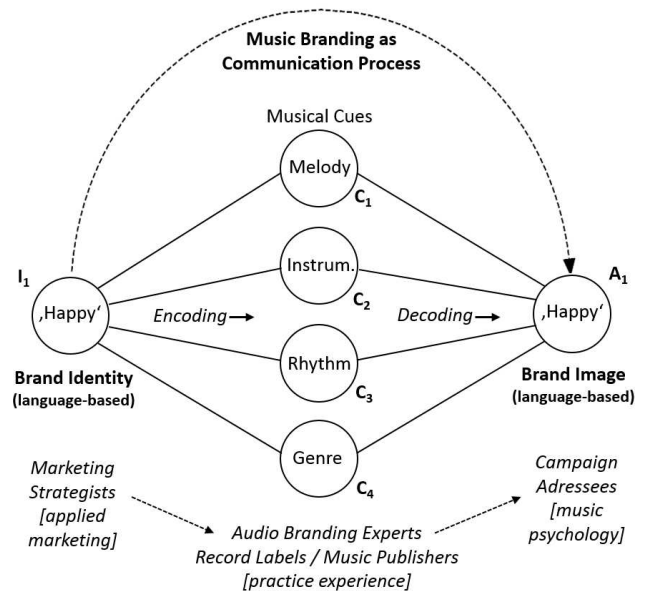 Music Branding as
Communication Process
Musical Cues
Melody
C1
I1
A1
Instrum.
C2
‚Happy‘
‚Happy‘
Encoding
Decoding
Rhythm
C3
Brand Identity
(language-based)
Brand Image
(language-based)
Genre
C4
Marketing
Strategists
[applied
marketing]
Audio Branding Experts
Record Labels / Music Publishers
[practice experience]
Campaign
Adressees
[music
psychology]